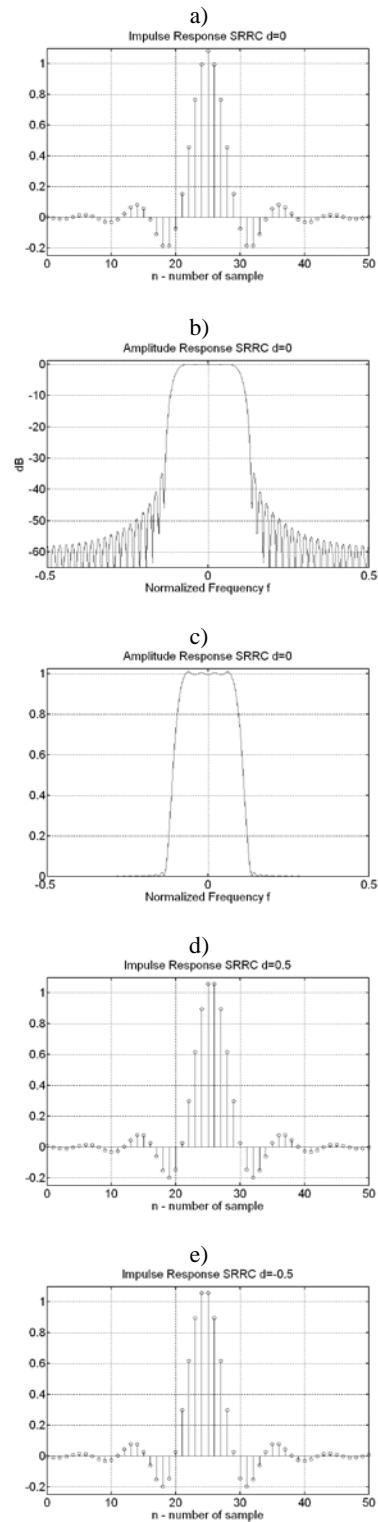 a)
Impulse Response SRRC d=0
1
0.8
0.6
0.4
0.2
0
-0.2
0 10 20 30 40 50
n - number of sample
b)
Amplitude Response SRRC d=0
0
-10
-20
-30
-40
-50
-60
dB
-0.5 0 0.5
Normalized Frequency f
c)
Amplitude Response SRRC d=0
1
0.8
0.6
0.4
0.2
0
-0.5 0 0.5
Normalized Frequency f
d)
Impulse Response SRRC d=0.5
1
0.8
0.6
0.4
0.2
0
-0.2
0 10 20 30 40 50
n - number of sample
e)
Impulse Response SRRC d=-0.5
1
0.8
0.6
0.4
0.2
0
-0.2
0 10 20 30 40 50
n - number of sample